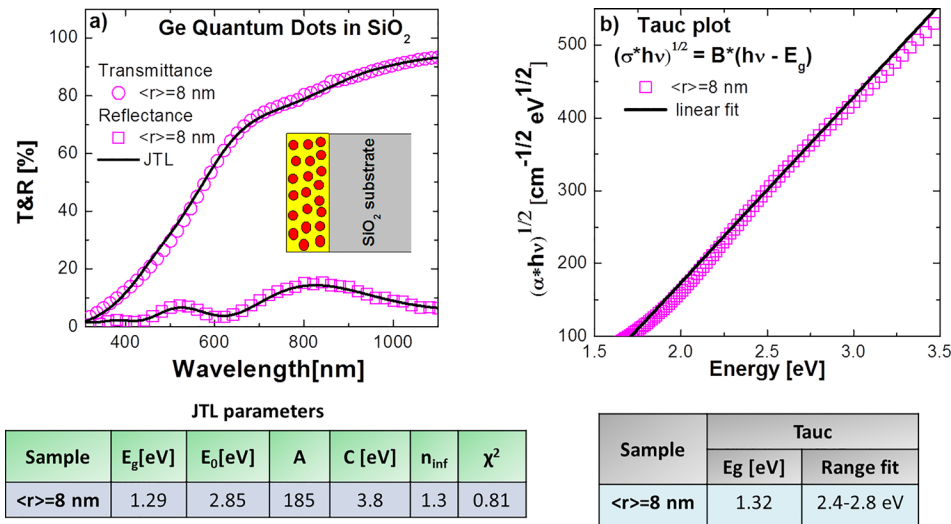 a)
Ge Quantum Dots in SiO2
Transmittance
<r>=8 nm
Reflectance
<r>=8 nm
JTL
SiO2 substrate
T&R [%]
100
80
60
40
20
0
400 600 800 1000
Wavelength[nm]
b)
Tauc plot
(σ*hν)^1/2 = B*(hν - Eg)
<r>=8 nm
linear fit
(α*hν)^1/2 [cm^-1/2 eV^1/2]
500
400
300
200
100
1.5 2.0 2.5 3.0 3.5
Energy [eV]
JTL parameters
Sample Eg[eV] E0[eV] A C [eV] ninf χ2
<r>=8 nm 1.29 2.85 185 3.8 1.3 0.81
Sample Tauc
Eg [eV] Range fit
<r>=8 nm 1.32 2.4-2.8 eV